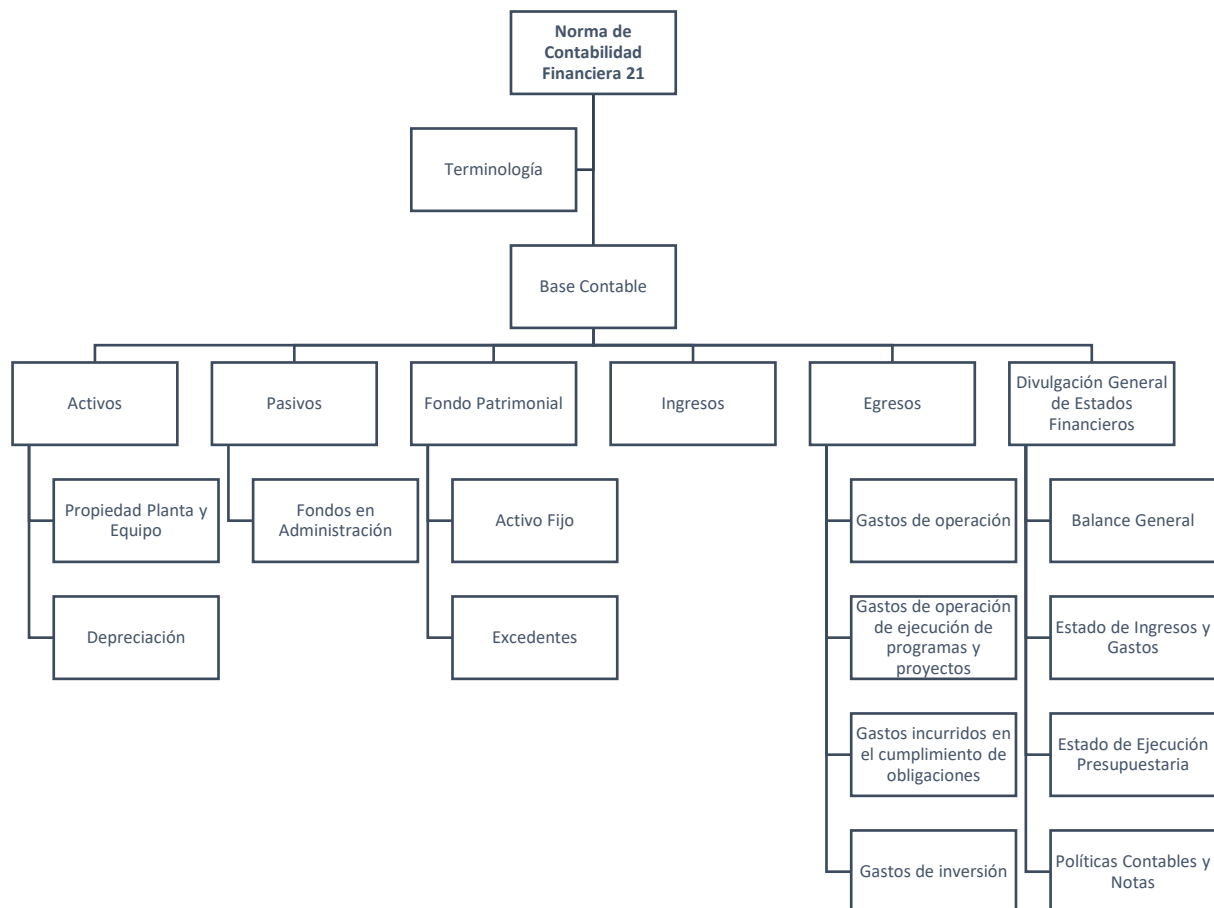 Norma de
Contabilidad
Financiera 21
Terminología
Base Contable
Activos
Pasivos
Fondo Patrimonial
Ingresos
Egresos
Divulgación General
de Estados
Financieros
Propiedad Planta y
Equipo
Depreciación
Fondos en
Administración
Activo Fijo
Excedentes
Gastos de operación
Gastos de operación
de ejecución de
programas y
proyectos
Gastos incurridos en
el cumplimiento de
obligaciones
Gastos de inversión
Balance General
Estado de Ingresos y
Gastos
Estado de Ejecución
Presupuestaria
Políticas Contables y
Notas